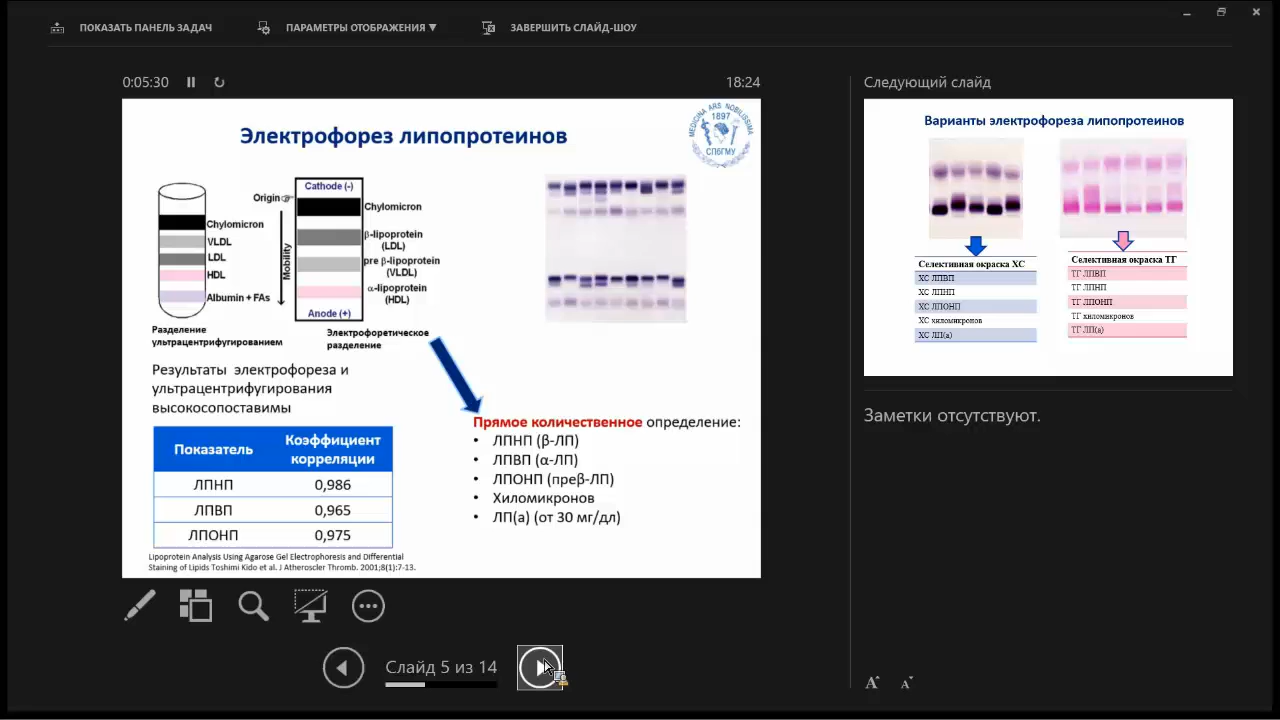 ПОКАЗАТЬ ПАНЕЛЬ ЗАДАЧ
ПАРАМЕТРЫ ОТОБРАЖЕНИЯ ▼
ЗАВЕРШИТЬ СЛАЙД-ШОУ
0:05:30
18:24
Электрофорез липопротеинов
MEDICINA ARS NOBILISSIMA
1897
СПбГМУ
Chylomicron
VLDL
LDL
HDL
Albumin + FAs
Разделение
ультрацентрифугированием
Origin
Mobility
Cathode (-)
Chylomicron
β-lipoprotein
(LDL)
pre β-lipoprotein
(VLDL)
α-lipoprotein
(HDL)
Anode (+)
Электрофоретическое
разделение
Результаты электрофореза и
ультрацентрифугирования
высокосопоставимы
Показатель
Коэффициент
корреляции
ЛПНП 0,986
ЛПВП 0,965
ЛПОНП 0,975
Lipoprotein Analysis Using Agarose Gel Electrophoresis and Differential
Staining of Lipids Toshimi Kido et al. J Atheroscler Thromb. 2001;8(1):7-13.
Прямое количественное определение:
• ЛПНП (β-ЛП)
• ЛПВП (α-ЛП)
• ЛПОНП (преβ-ЛП)
• Хиломикронов
• ЛП(а) (от 30 мг/дл)
Слайд 5 из 14
Следующий слайд
Варианты электрофореза липопротеинов
Селективная окраска ХС
ХС ЛПВП
ХС ЛПНП
ХС ЛПОНП
ХС хиломикронов
ХС ЛП(а)
Селективная окраска ТГ
ТГ ЛПВП
ТГ ЛПНП
ТГ ЛПОНП
ТГ хиломикронов
ТГ ЛП(а)
Заметки отсутствуют.
A A